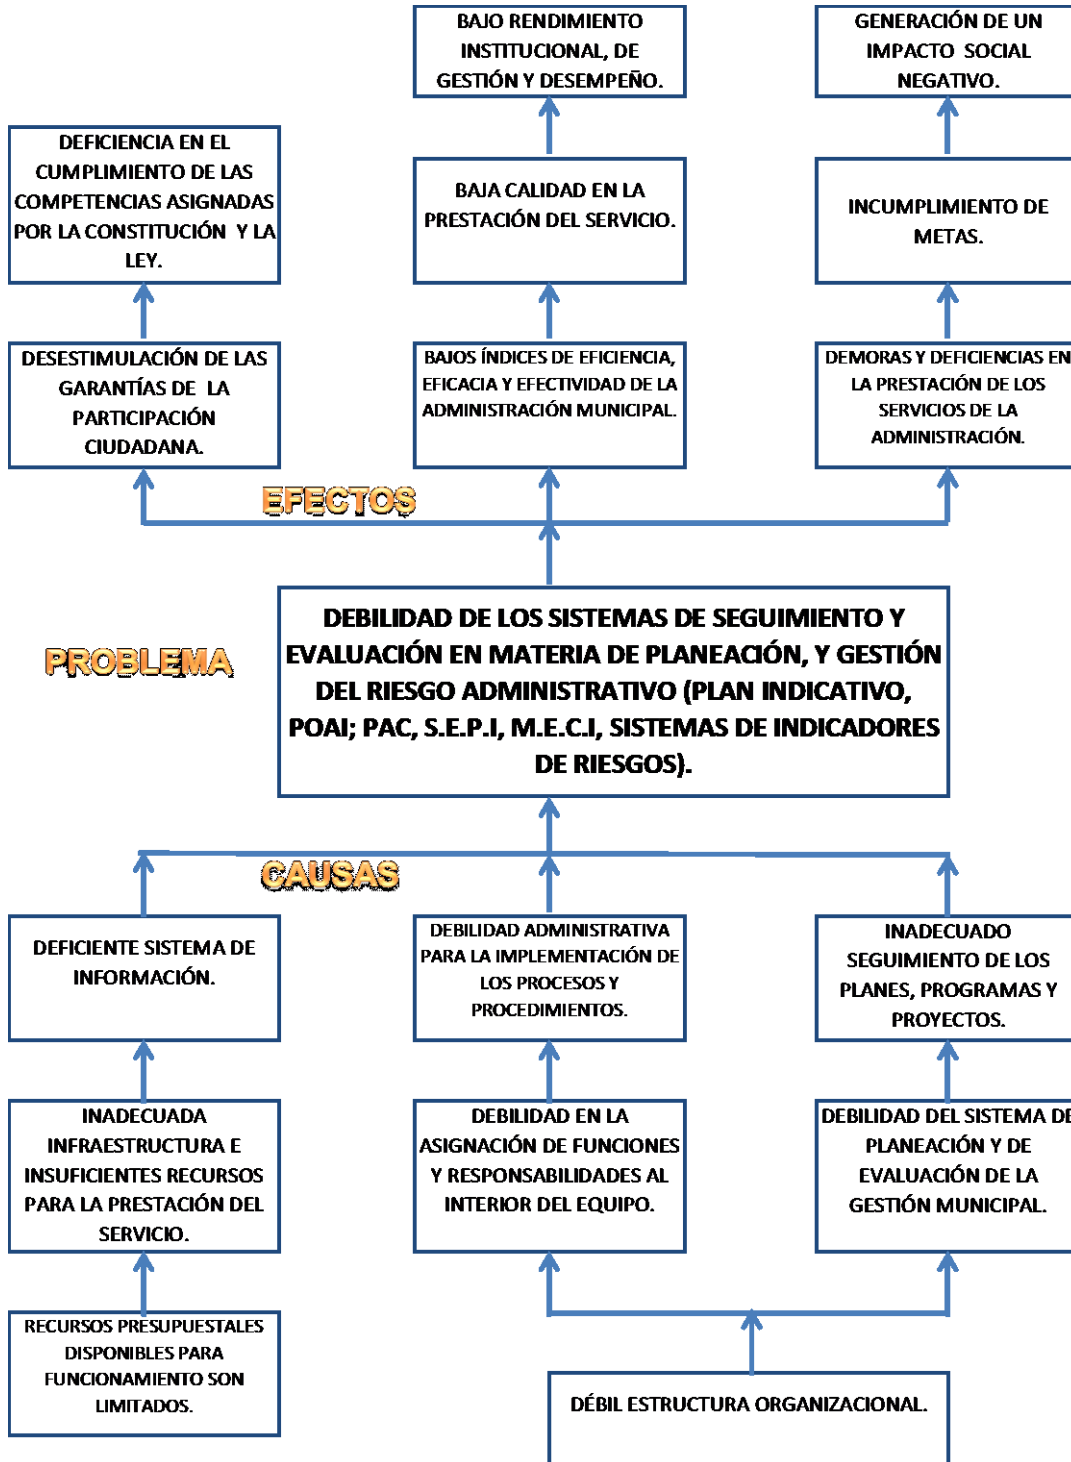 BAJO RENDIMIENTO
INSTITUCIONAL, DE
GESTIÓN Y DESEMPEÑO.
GENERACIÓN DE UN
IMPACTO SOCIAL
NEGATIVO.
DEFICIENCIA EN EL
CUMPLIMIENTO DE LAS
COMPETENCIAS ASIGNADAS
POR LA CONSTITUCIÓN Y LA
LEY.
BAJA CALIDAD EN LA
PRESTACIÓN DEL SERVICIO.
INCUMPLIMIENTO DE
METAS.
DESESTIMULACIÓN DE LAS
GARANTÍAS DE LA
PARTICIPACIÓN
CIUDADANA.
BAJOS ÍNDICES DE EFICIENCIA,
EFICACIA Y EFECTIVIDAD DE LA
ADMINISTRACIÓN MUNICIPAL.
DEMORAS Y DEFICIENCIAS EN
LA PRESTACIÓN DE LOS
SERVICIOS DE LA
ADMINISTRACIÓN.
EFECTOS
PROBLEMA
DEBILIDAD DE LOS SISTEMAS DE SEGUIMIENTO Y
EVALUACIÓN EN MATERIA DE PLANEACIÓN, Y GESTIÓN
DEL RIESGO ADMINISTRATIVO (PLAN INDICATIVO,
POAI; PAC, S.E.P.I, M.E.C.I, SISTEMAS DE INDICADORES
DE RIESGOS).
CAUSAS
DEFICIENTE SISTEMA DE
INFORMACIÓN.
DEBILIDAD ADMINISTRATIVA
PARA LA IMPLEMENTACIÓN DE
LOS PROCESOS Y
PROCEDIMIENTOS.
INADECUADO
SEGUIMIENTO DE LOS
PLANES, PROGRAMAS Y
PROYECTOS.
INADECUADA
INFRAESTRUCTURA E
INSUFICIENTES RECURSOS
PARA LA PRESTACIÓN DEL
SERVICIO.
DEBILIDAD EN LA
ASIGNACIÓN DE FUNCIONES
Y RESPONSABILIDADES AL
INTERIOR DEL EQUIPO.
DEBILIDAD DEL SISTEMA DE
PLANEACIÓN Y DE
EVALUACIÓN DE LA
GESTIÓN MUNICIPAL.
RECURSOS PRESUPUESTALES
DISPONIBLES PARA
FUNCIONAMIENTO SON
LIMITADOS.
DÉBIL ESTRUCTURA ORGANIZACIONAL.